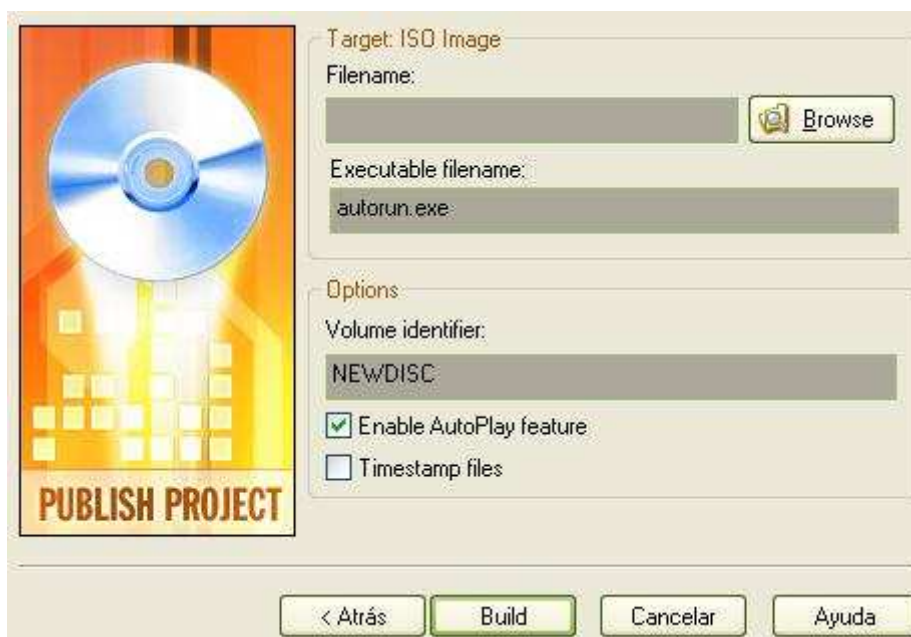 Target: ISO Image
Filename:
Browse
Executable filename:
autorun.exe
Options
Volume identifier:
NEWDISC
Enable AutoPlay feature
Timestamp files
PUBLISH PROJECT
< Atrás
Build
Cancelar
Ayuda